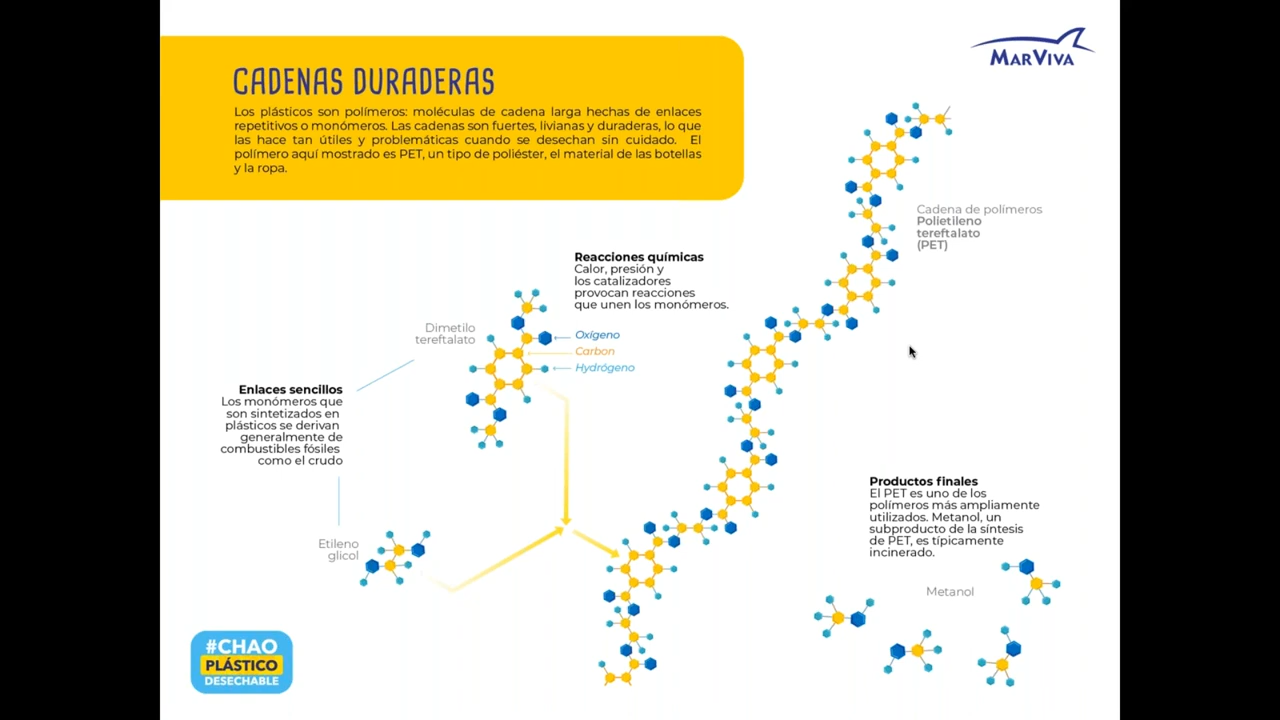 MARVIVA
CADENAS DURADERAS
Los plásticos son polímeros: moléculas de cadena larga hechas de enlaces
repetitivos o monómeros. Las cadenas son fuertes, livianas y duraderas, lo que
las hace tan útiles y problemáticas cuando se desechan sin cuidado. El
polímero aquí mostrado es PET, un tipo de poliéster, el material de las botellas
y la ropa.
Cadena de polímeros
Polietileno
tereftalato
(PET)
Reacciones químicas
Calor, presión y
los catalizadores
provocan reacciones
que unen los monómeros.
Dimetilo
tereftalato
Oxígeno
Carbon
Hydrógeno
Enlaces sencillos
Los monómeros que
son sintetizados en
plásticos se derivan
generalmente de
combustibles fósiles
como el crudo
Etileno
glicol
Productos finales
El PET es uno de los
polímeros más ampliamente
utilizados. Metanol, un
subproducto de la síntesis
de PET, es típicamente
incinerado.
Metanol
#CHAO
PLÁSTICO
DESECHABLE